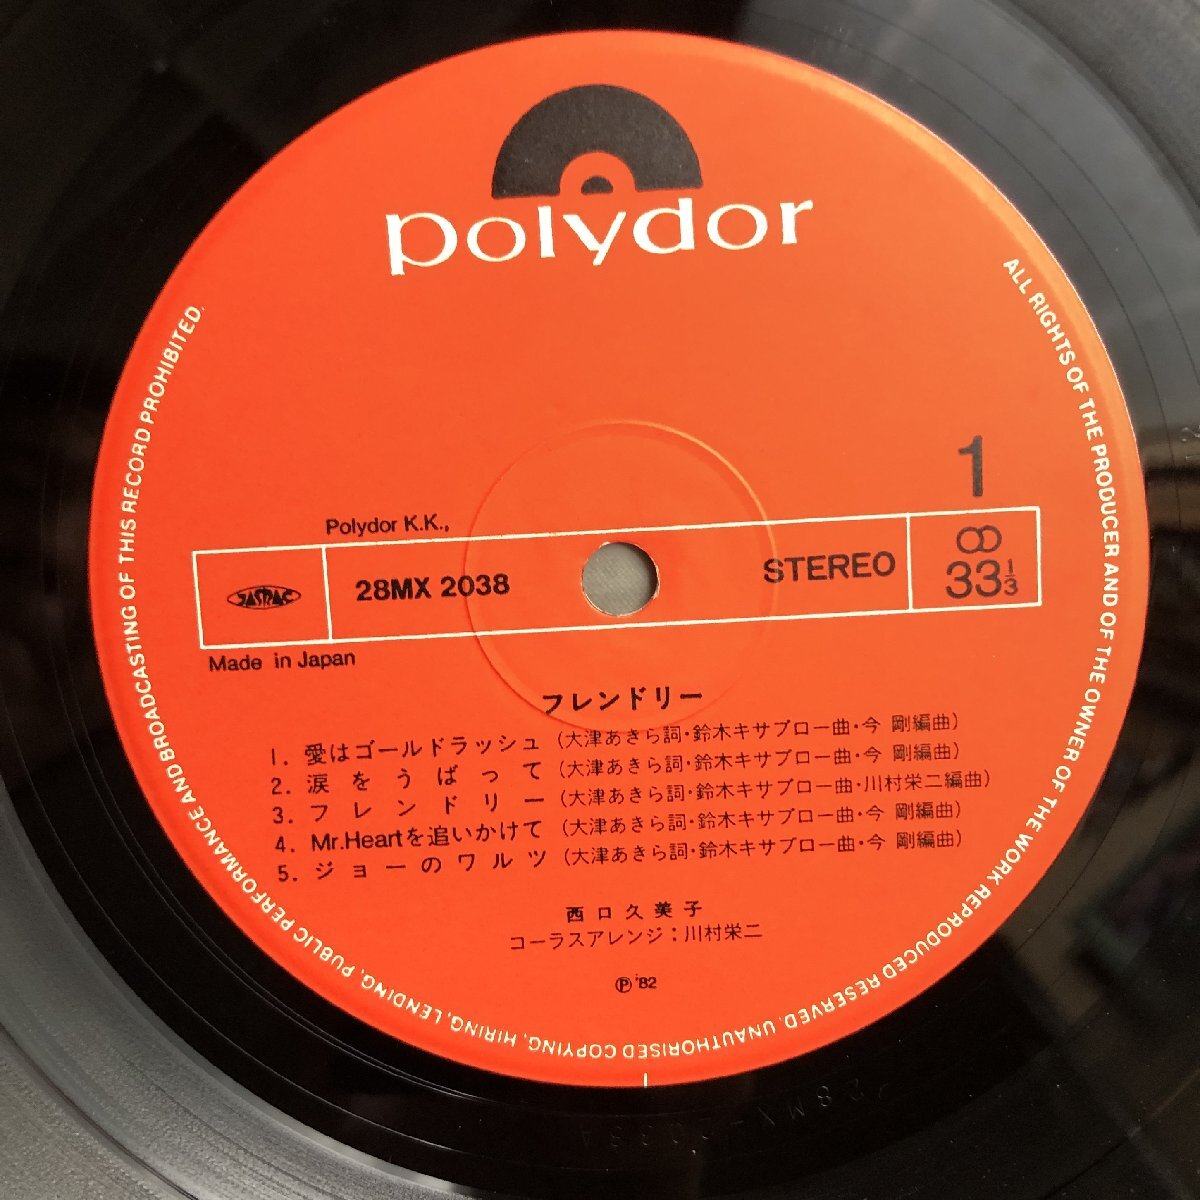 polydor
ALL RIGHTS OF THE PRODUCER AND OF THE OWNER OF THE WORK REPRODUCED RESERVED. UNAUTHORISED COPYING, HIRING, LENDING, PUBLIC PERFORMANCE AND BROADCASTING OF THIS RECORD PROHIBITED.
1
Polydor K.K.,
JASRAC
28MX 2038
STEREO
33 1/3
Made in Japan
フレンドリー
1. 愛はゴールドラッシュ (大津あきら詞・鈴木キサブロー曲・今 剛編曲)
2. 涙をうばって (大津あきら詞・鈴木キサブロー曲・今 剛編曲)
3. フレンドリー (大津あきら詞・鈴木キサブロー曲・川村栄二編曲)
4. Mr.Heartを追いかけて (大津あきら詞・鈴木キサブロー曲・今 剛編曲)
5. ジョーのワルツ (大津あきら詞・鈴木キサブロー曲・今 剛編曲)
西口久美子
コーラスアレンジ：川村栄二
Ⓟ '82